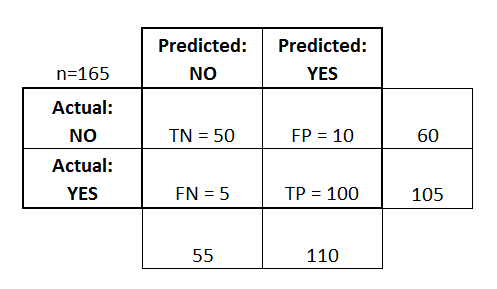 Predicted: Predicted:
n=165 NO YES
Actual:
NO TN = 50 FP = 10 60
Actual:
YES FN = 5 TP = 100 105
55 110